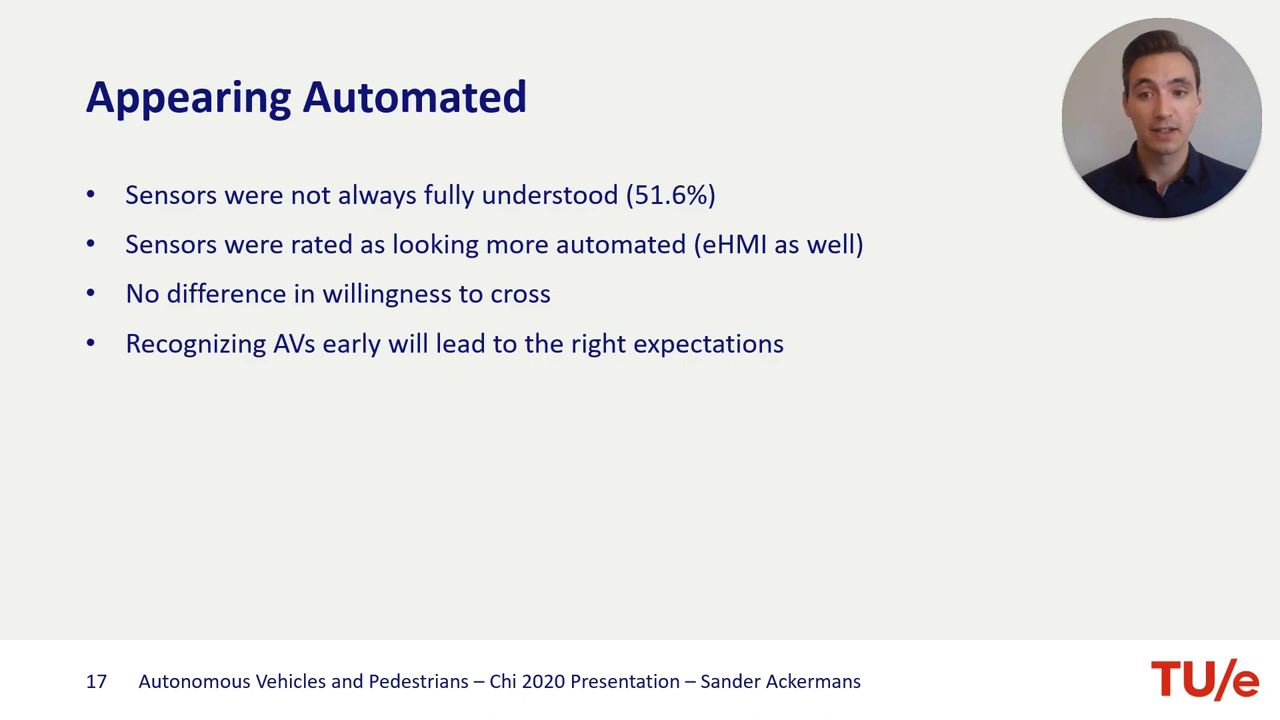 Appearing Automated
• Sensors were not always fully understood (51.6%)
• Sensors were rated as looking more automated (eHMI as well)
• No difference in willingness to cross
• Recognizing AVs early will lead to the right expectations
17 Autonomous Vehicles and Pedestrians – Chi 2020 Presentation – Sander Ackermans
TU/e